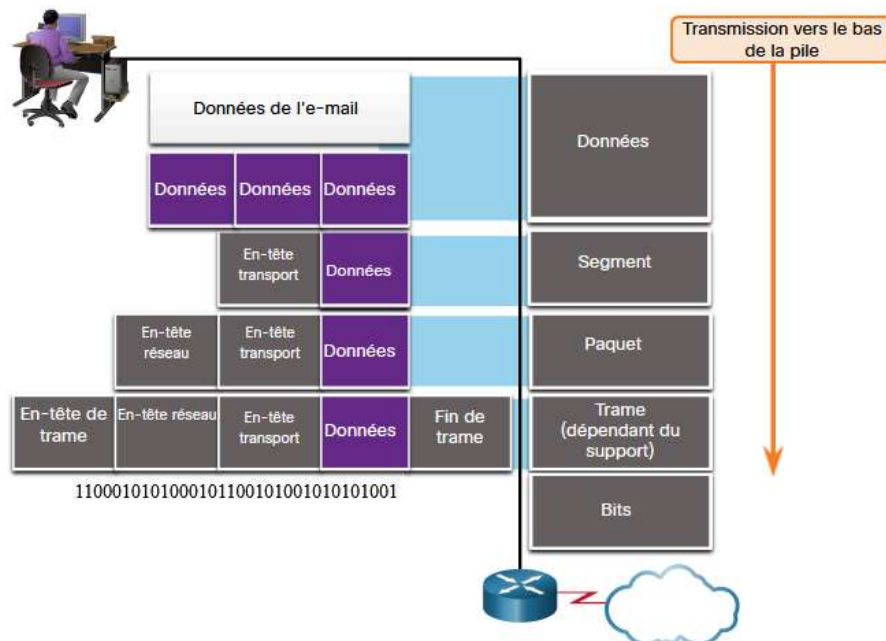 Transmission vers le bas
de la pile
Données de l'e-mail
Données
Données Données Données
En-tête
transport
Données
Segment
En-tête
réseau
En-tête
transport
Données
Paquet
En-tête de
trame
En-tête réseau
En-tête
transport
Données
Fin de
trame
Trame
(dépendant du
support)
11000101010001011001010010101010​01
Bits